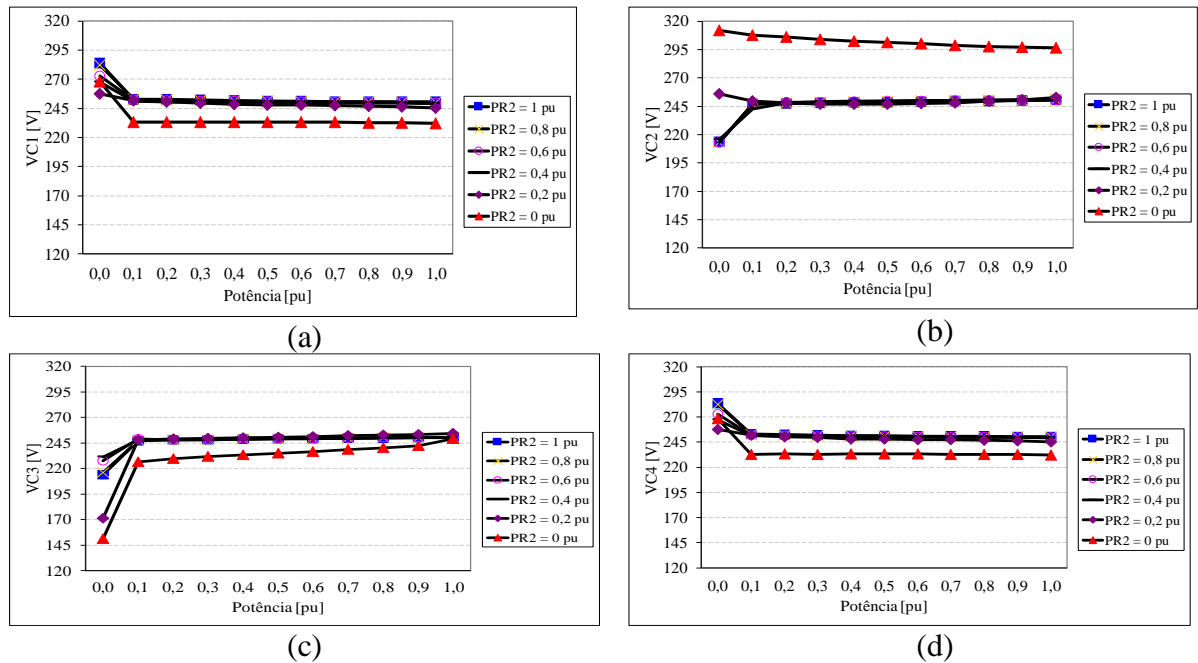 320
295
270
245
220
195
170
145
120
VC1 [V]
0,0 0,1 0,2 0,3 0,4 0,5 0,6 0,7 0,8 0,9 1,0
Potência [pu]
PR2 = 1 pu
PR2 = 0,8 pu
PR2 = 0,6 pu
PR2 = 0,4 pu
PR2 = 0,2 pu
PR2 = 0 pu
(a)
320
295
270
245
220
195
170
145
120
VC2 [V]
0,0 0,1 0,2 0,3 0,4 0,5 0,6 0,7 0,8 0,9 1,0
Potência [pu]
PR2 = 1 pu
PR2 = 0,8 pu
PR2 = 0,6 pu
PR2 = 0,4 pu
PR2 = 0,2 pu
PR2 = 0 pu
(b)
320
295
270
245
220
195
170
145
120
VC3 [V]
0,0 0,1 0,2 0,3 0,4 0,5 0,6 0,7 0,8 0,9 1,0
Potência [pu]
PR2 = 1 pu
PR2 = 0,8 pu
PR2 = 0,6 pu
PR2 = 0,4 pu
PR2 = 0,2 pu
PR2 = 0 pu
(c)
320
295
270
245
220
195
170
145
120
VC4 [V]
0,0 0,1 0,2 0,3 0,4 0,5 0,6 0,7 0,8 0,9 1,0
Potência [pu]
PR2 = 1 pu
PR2 = 0,8 pu
PR2 = 0,6 pu
PR2 = 0,4 pu
PR2 = 0,2 pu
PR2 = 0 pu
(d)